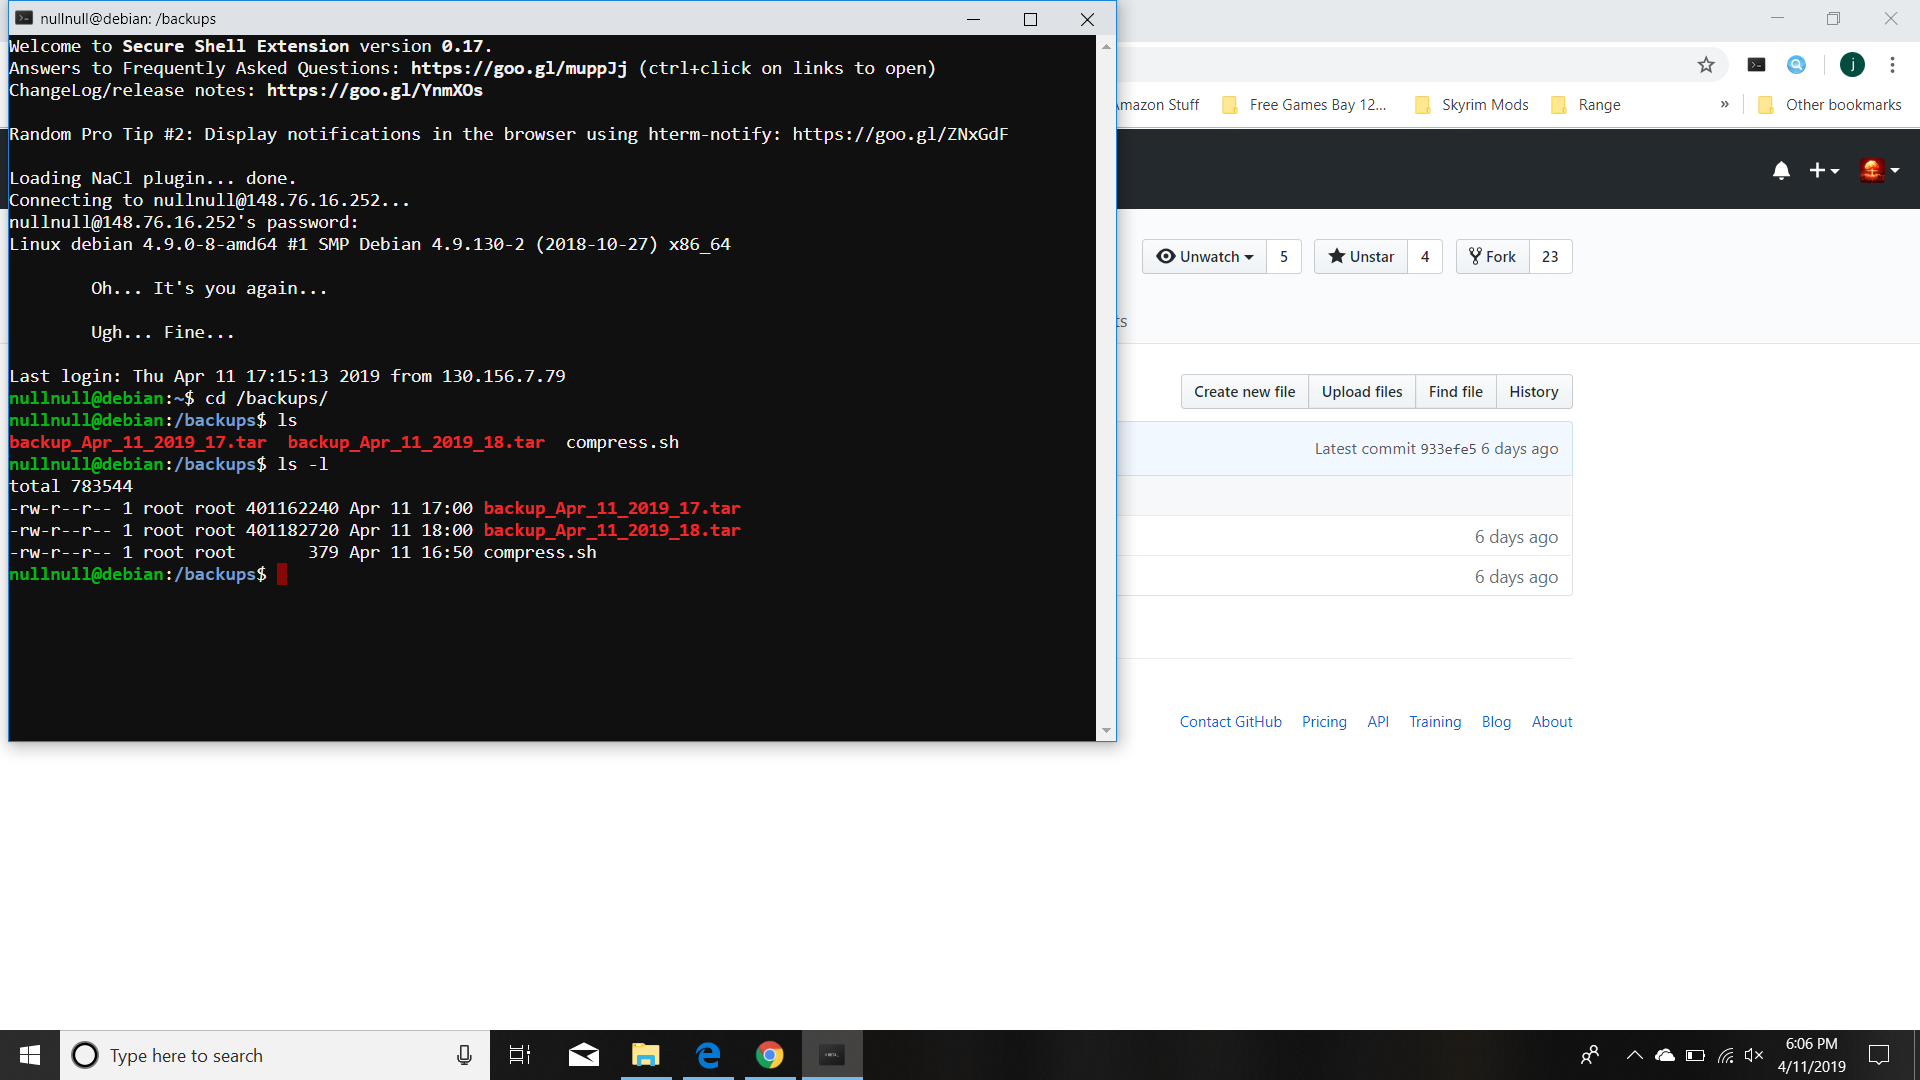 nullnull@debian: /backups
Welcome to Secure Shell Extension version 0.17.
Answers to Frequently Asked Questions: https://goo.gl/muppJj (ctrl+click on links to open)
ChangeLog/release notes: https://goo.gl/YnmXOs
Random Pro Tip #2: Display notifications in the browser using hterm-notify: https://goo.gl/ZNxGdF
Loading NaCl plugin... done.
Connecting to nullnull@148.76.16.252...
nullnull@148.76.16.252's password:
Linux debian 4.9.0-8-amd64 #1 SMP Debian 4.9.130-2 (2018-10-27) x86_64
Oh... It's you again...
Ugh... Fine...
Last login: Thu Apr 11 17:15:13 2019 from 130.156.7.79
nullnull@debian:~$ cd /backups/
nullnull@debian:/backups$ ls
backup_Apr_11_2019_17.tar backup_Apr_11_2019_18.tar compress.sh
nullnull@debian:/backups$ ls -l
total 783544
-rw-r--r-- 1 root root 401162240 Apr 11 17:00 backup_Apr_11_2019_17.tar
-rw-r--r-- 1 root root 401182720 Apr 11 18:00 backup_Apr_11_2019_18.tar
-rw-r--r-- 1 root root 379 Apr 11 16:50 compress.sh
nullnull@debian:/backups$
j
Amazon Stuff Free Games Bay 12... Skyrim Mods Range » Other bookmarks
Unwatch 5 Unstar 4 Fork 23
ts
Create new file Upload files Find file History
Latest commit 933efe5 6 days ago
6 days ago
6 days ago
Contact GitHub Pricing API Training Blog About
Type here to search
6:06 PM
4/11/2019